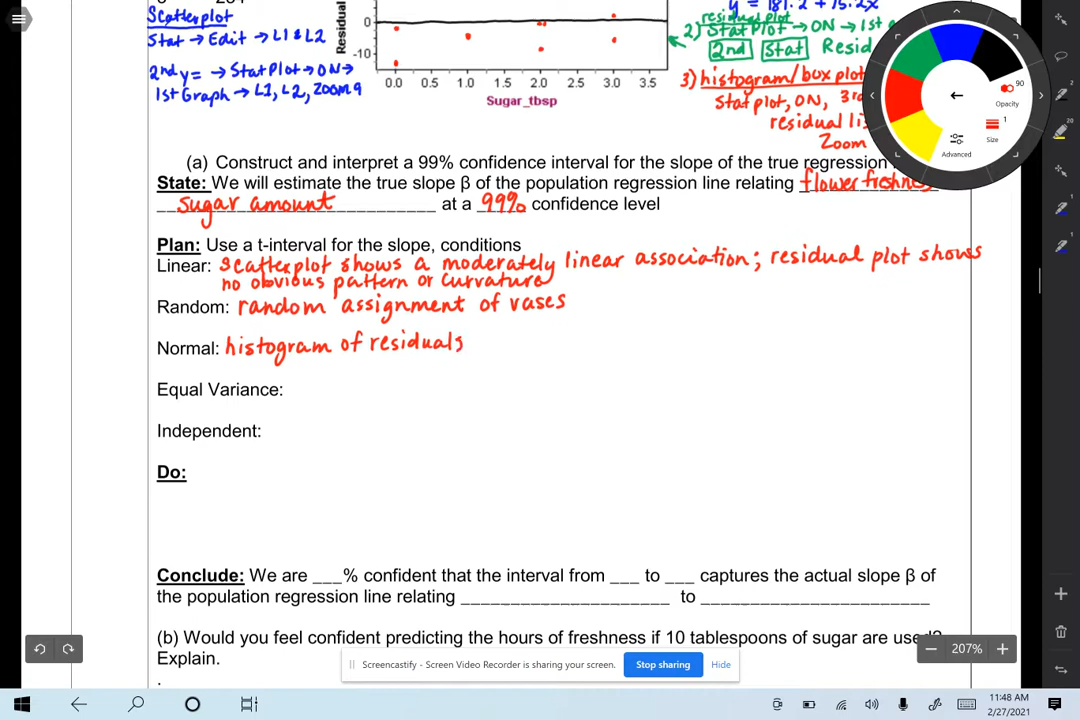 Scatterplot
Stat → Edit → L1 & L2
2nd y= → Stat Plot → ON →
1st Graph → L1, L2, Zoom 9
Residual
0
-10
0.0 0.5 1.0 1.5 2.0 2.5 3.0 3.5
Sugar_tbsp
y = 181.2 + 15.2x
residual plot
2) Stat Plot → ON → 1st
2nd Stat Resid
3) histogram/box plot
Stat plot, ON, 3rd
residual li
Zoom
90
Opacity
1
Size
Advanced
(a) Construct and interpret a 99% confidence interval for the slope of the true regression
State: We will estimate the true slope β of the population regression line relating flower freshnes
sugar amount at a 99% confidence level
Plan: Use a t-interval for the slope, conditions
Linear: scatterplot shows a moderately linear association; residual plot shows
no obvious pattern or curvature
Random: random assignment of vases
Normal: histogram of residuals
Equal Variance:
Independent:
Do:
Conclude: We are ___% confident that the interval from ___ to ___ captures the actual slope β of
the population regression line relating _____________________ to _______________________
(b) Would you feel confident predicting the hours of freshness if 10 tablespoons of sugar are used?
Explain.
207%
Screencastify - Screen Video Recorder is sharing your screen. Stop sharing Hide
11:48 AM
2/27/2021